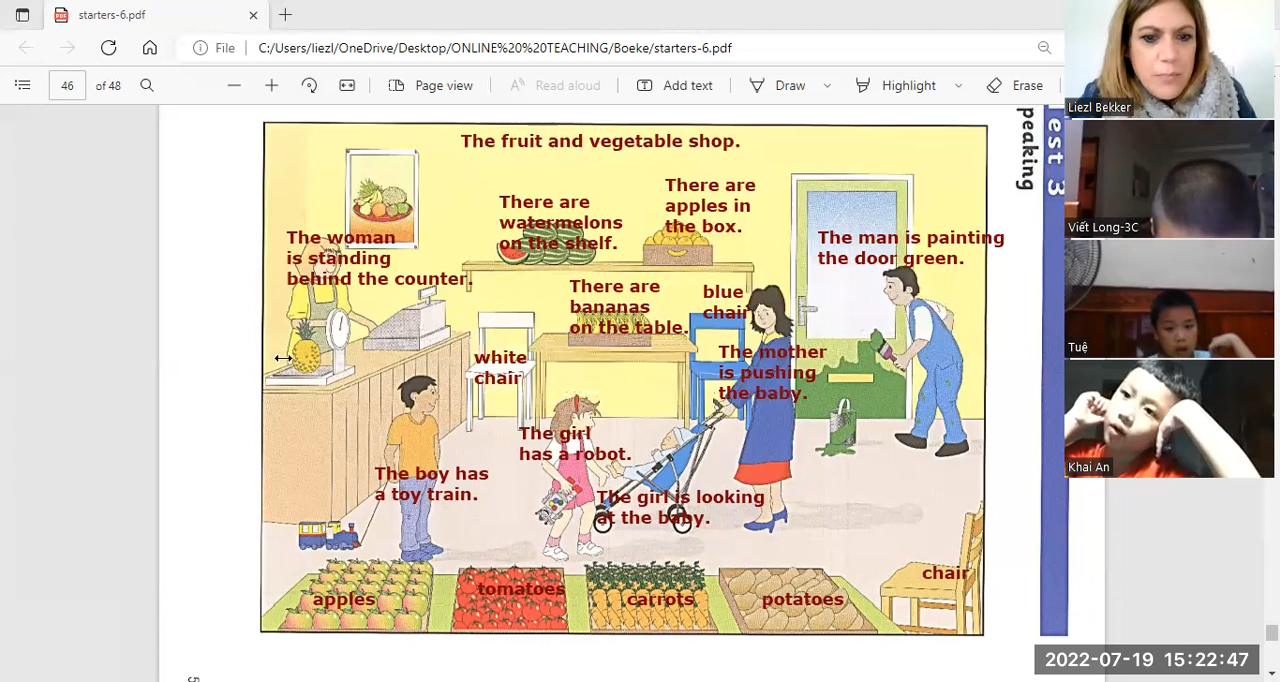 starters-6.pdf
File
C:/Users/liezl/OneDrive/Desktop/ONLINE%20%20TEACHING/Boeke/starters-6.pdf
46 of 48
Page view
Read aloud
Add text
Draw
Highlight
Erase
Liezl Bekker
Viết Long-3C
Tuệ
Khai An
est 3
peaking
The fruit and vegetable shop.
There are
watermelons
on the shelf.
There are
apples in
the box.
The woman
is standing
behind the counter.
The man is painting
the door green.
There are
bananas
on the table.
blue
chair
white
chair
The mother
is pushing
the baby.
The girl
has a robot.
The boy has
a toy train.
The girl is looking
at the baby.
chair
apples
tomatoes
carrots
potatoes
2022-07-19 15:22:47